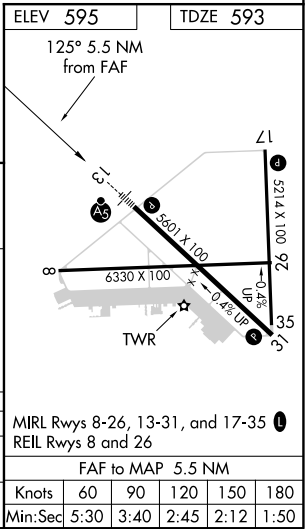 ELEV 595
TDZE 593
125° 5.5 NM
from FAF
17
13
P
A5
P
5601 X 100
5214 X 100
8
6330 X 100
26
0.4%
UP
0.4% UP
35
31
P
TWR
MIRL Rwys 8-26, 13-31, and 17-35 L
REIL Rwys 8 and 26
FAF to MAP 5.5 NM
Knots 60 90 120 150 180
Min:Sec 5:30 3:40 2:45 2:12 1:50